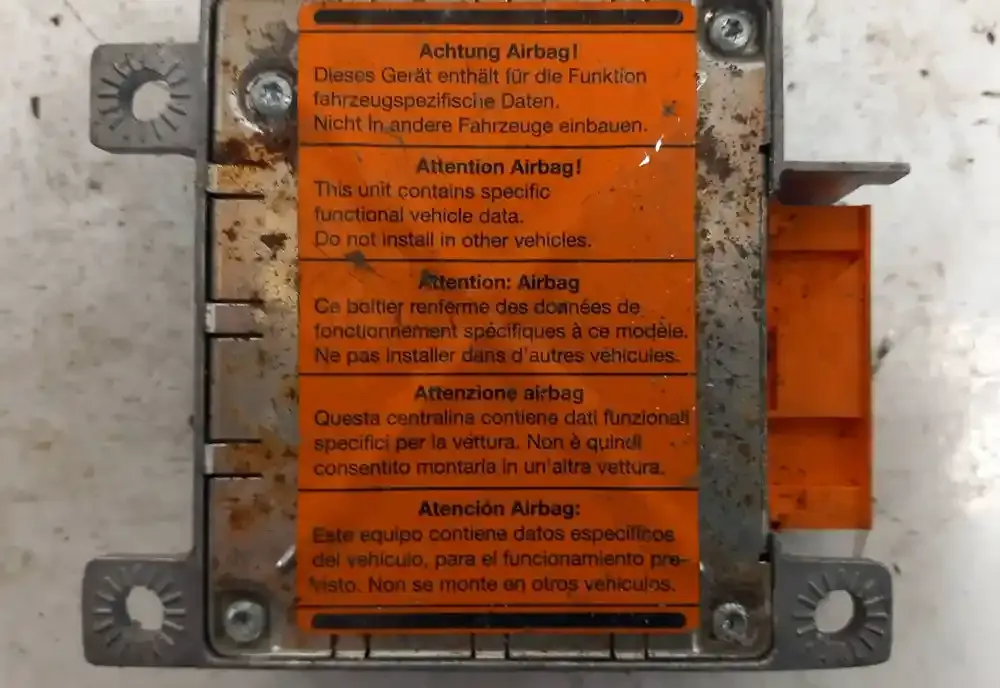 Achtung Airbag!
Dieses Gerät enthält für die Funktion
fahrzeugspezifische Daten.
Nicht in andere Fahrzeuge einbauen.
Attention Airbag!
This unit contains specific
functional vehicle data.
Do not install in other vehicles.
Attention: Airbag
Ce boîtier renferme des données de
fonctionnement spécifiques à ce modèle.
Ne pas installer dans d'autres véhicules.
Attenzione airbag
Questa centralina contiene dati funzionali
specifici per la vettura. Non è quindi
consentito montarla in un'altra vettura.
Atención Airbag:
Este equipo contiene datos específicos
del vehículo, para el funcionamiento pre-
visto. Non se monte en otros vehículos.